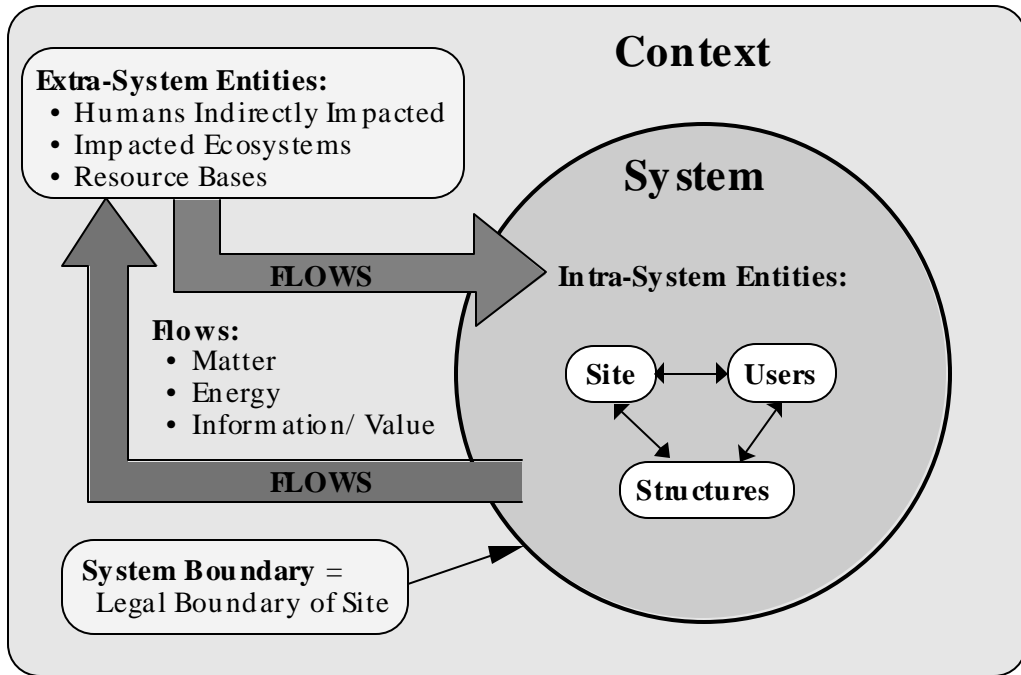 Context
Extra-System Entities:
• Humans Indirectly Impacted
• Impacted Ecosystems
• Resource Bases
System
FLOWS
Intra-System Entities:
Flows:
• Matter
• Energy
• Information/ Value
Site
Users
Structures
FLOWS
System Boundary =
Legal Boundary of Site